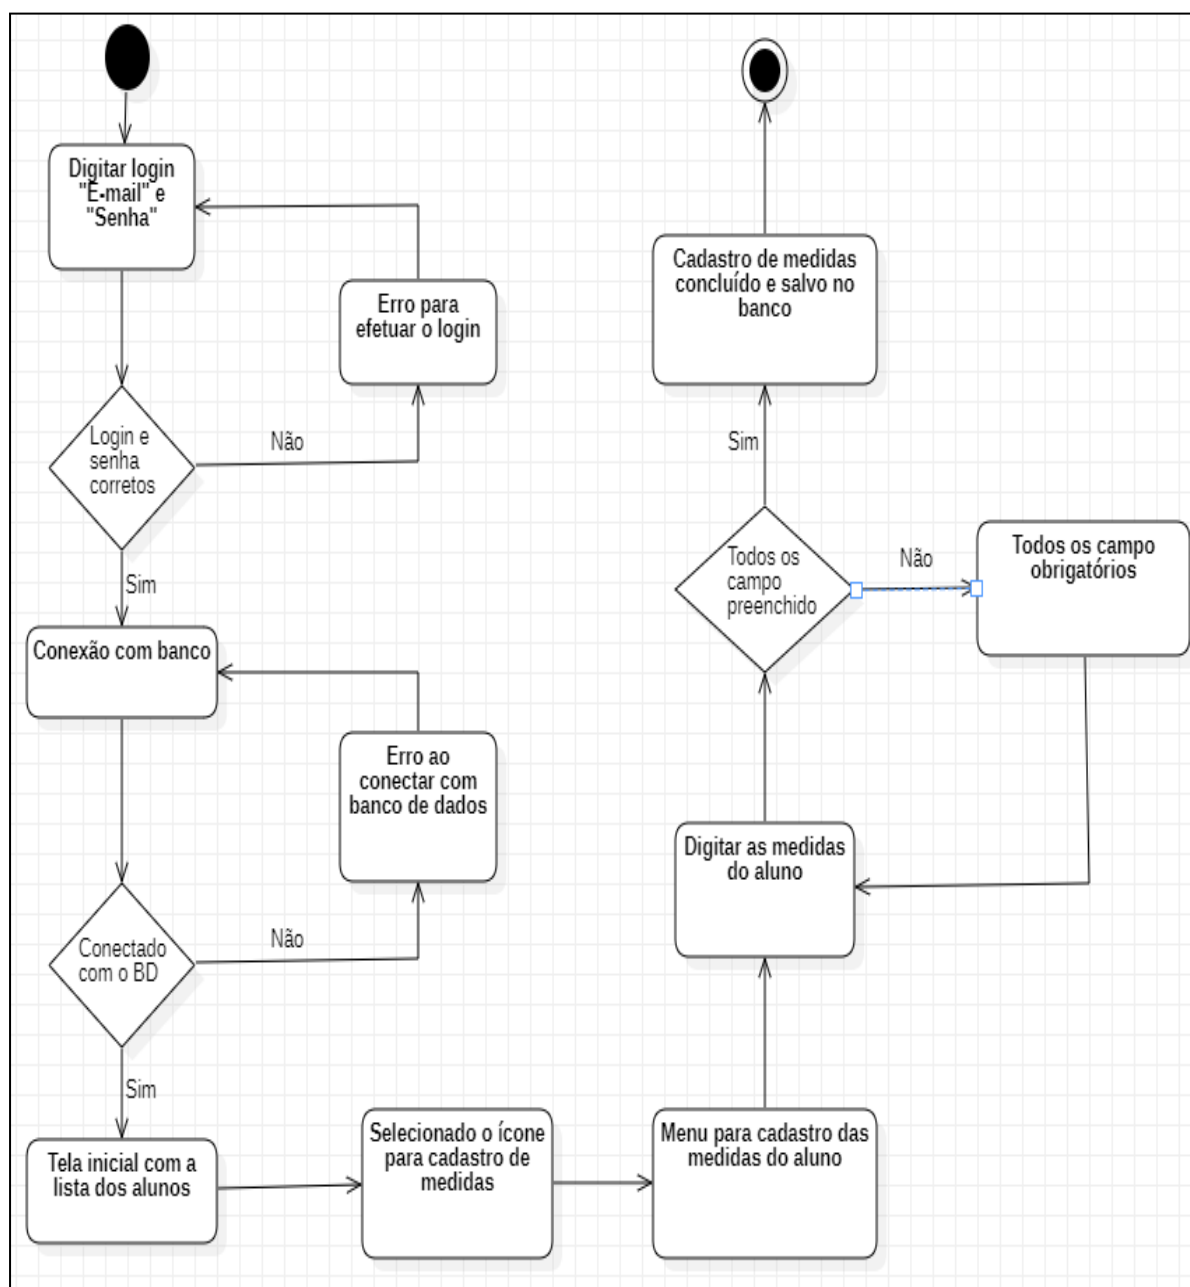 Digitar login
"E-mail" e
"Senha"
Erro para
efetuar o login
Login e
senha
corretos
Não
Sim
Conexão com banco
Erro ao
conectar com
banco de dados
Conectado
com o BD
Não
Sim
Tela inicial com a
lista dos alunos
Selecionado o ícone
para cadastro de
medidas
Menu para cadastro das
medidas do aluno
Digitar as medidas
do aluno
Todos os
campo
preenchido
Não
Todos os campo
obrigatórios
Sim
Cadastro de medidas
concluído e salvo no
banco